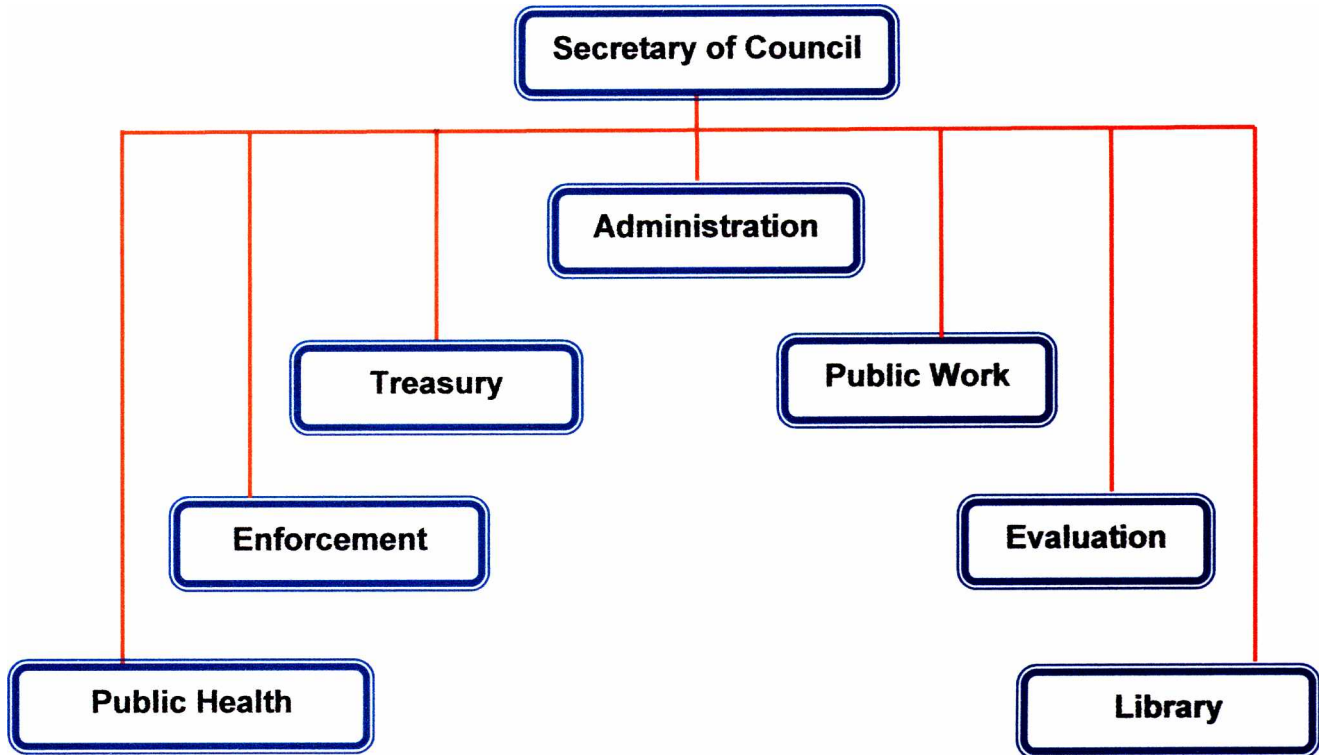 Secretary of Council
Administration
Treasury
Public Work
Enforcement
Evaluation
Public Health
Library